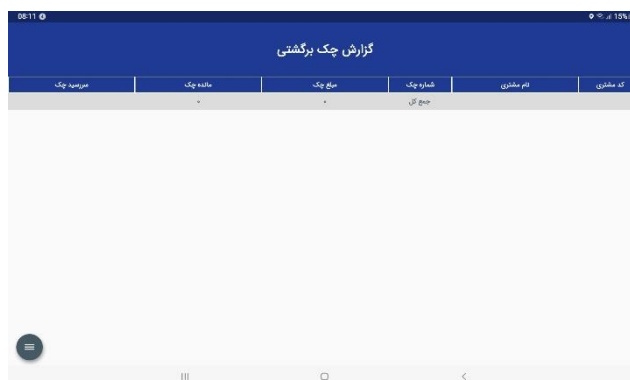 08:11 15%
گزارش چک برگشتی
کد مشتری نام مشتری شماره چک مبلغ چک مانده چک سررسید چک
جمع کل ۰ ۰